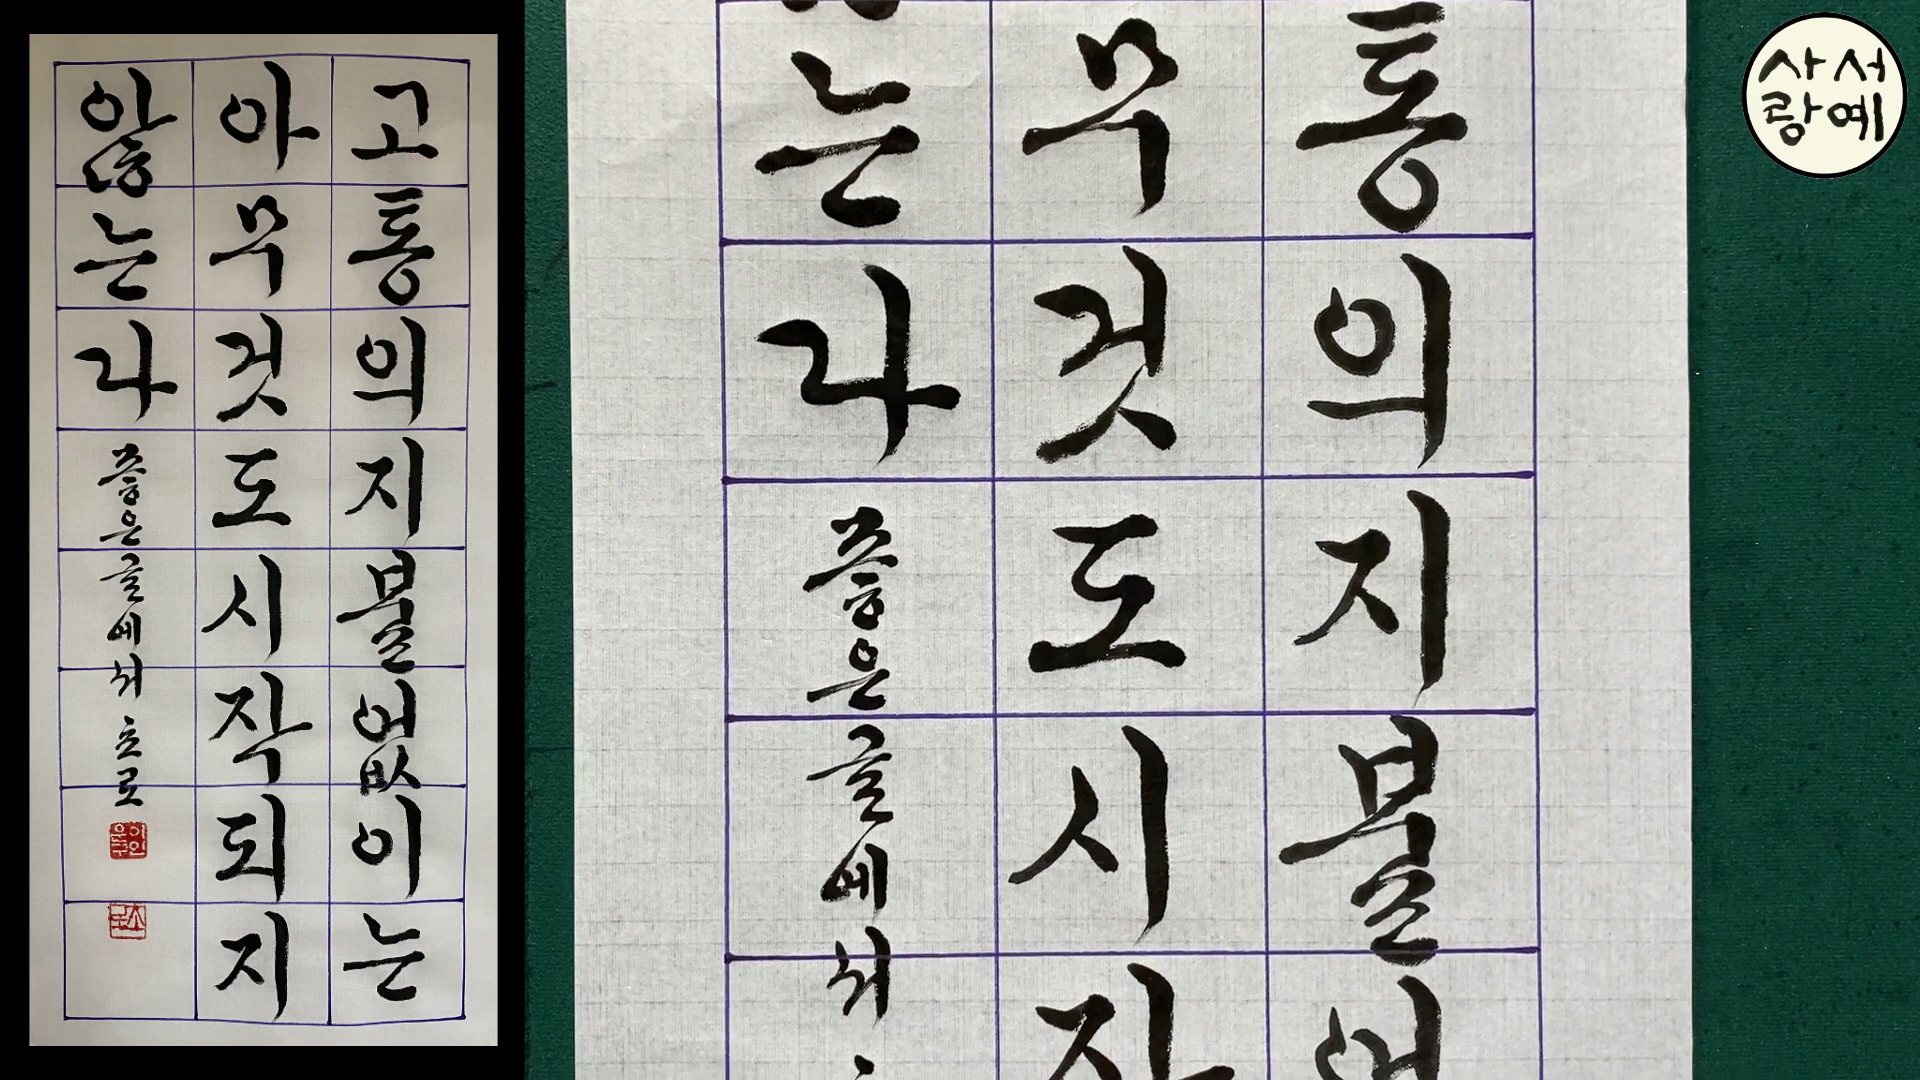 고통의지불없이는
아무것도시작되지
않는다
좋은글에서 초로
통의지불없
무것도시작
는다
좋은글에서
서예
사랑